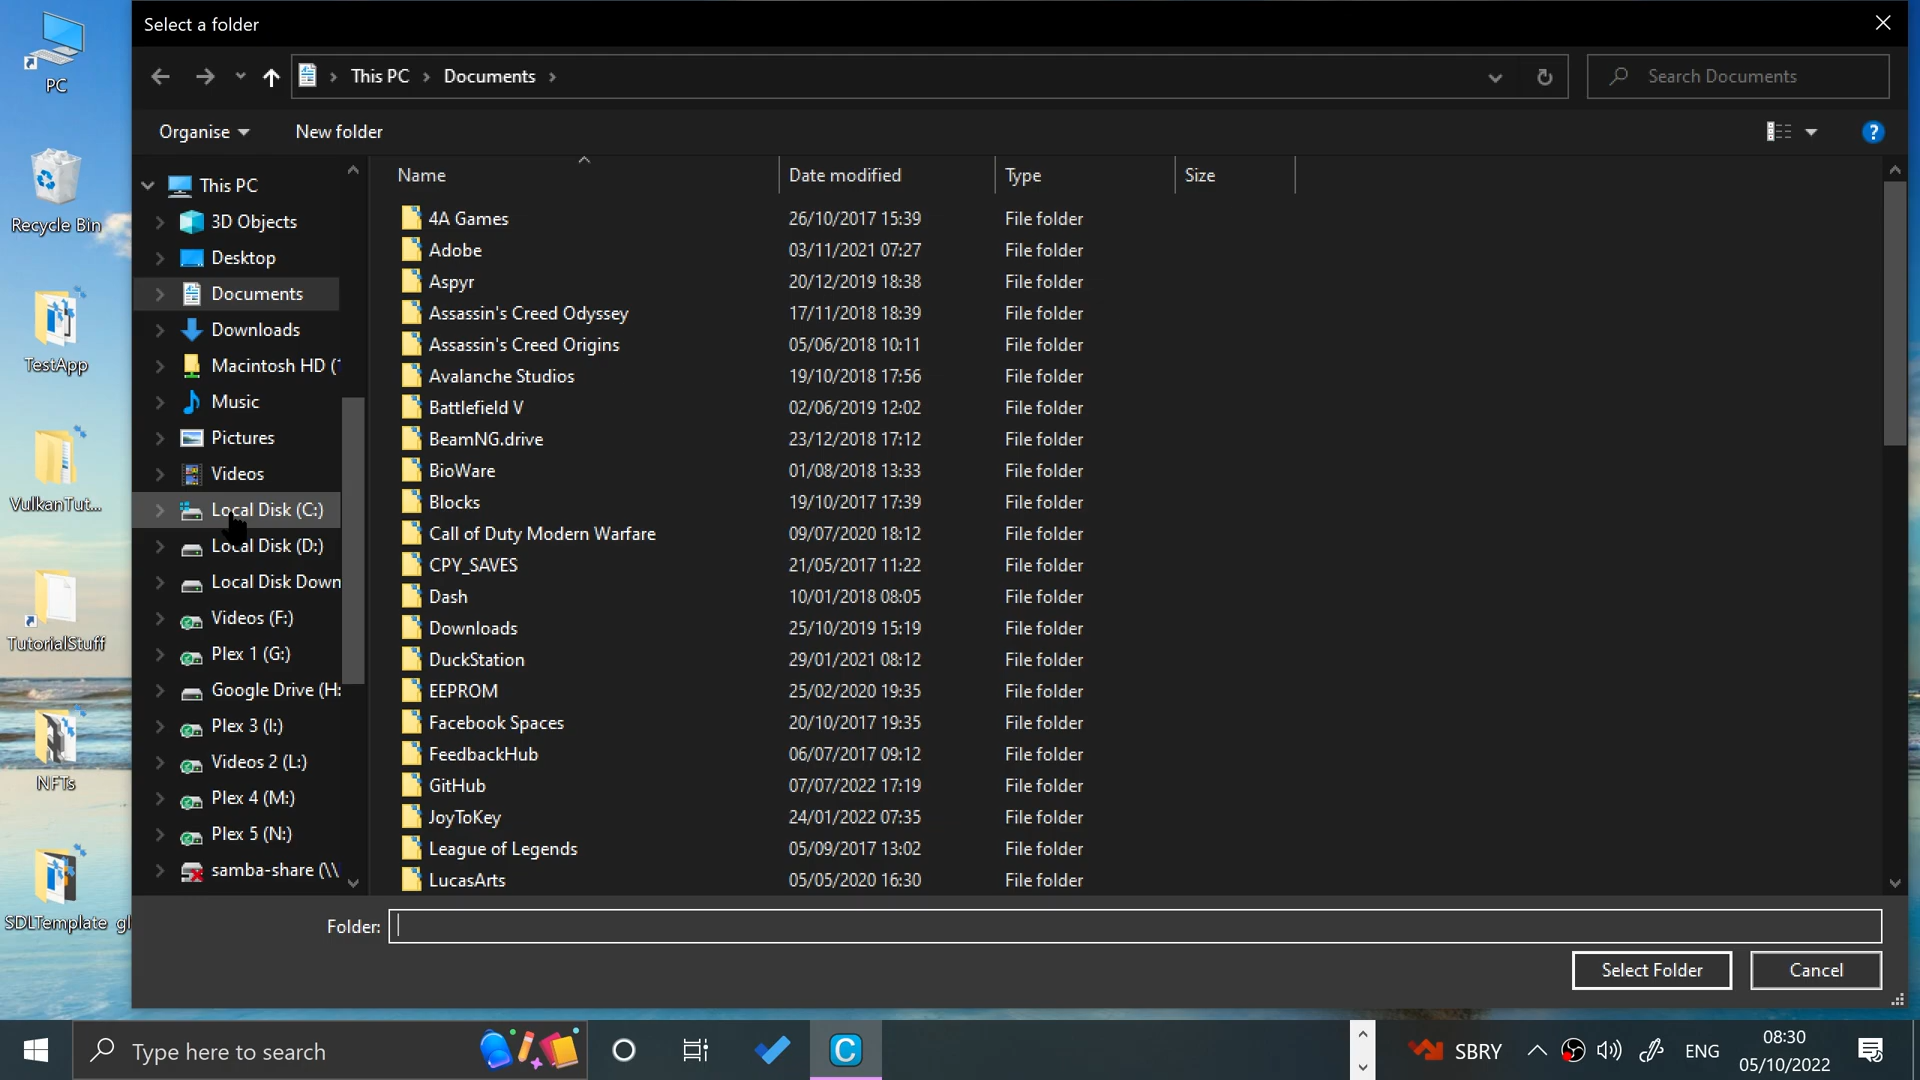 Select a folder
This PC
Documents
Search Documents
Organise
New folder
Name
Date modified
Type
Size
This PC
3D Objects
Desktop
Documents
Downloads
Macintosh HD (
Music
Pictures
Videos
Local Disk (C:)
Local Disk (D:)
Local Disk Down
Videos (F:)
Plex 1 (G:)
Google Drive (H:
Plex 3 (I:)
Videos 2 (L:)
Plex 4 (M:)
Plex 5 (N:)
samba-share (\\
4A Games 26/10/2017 15:39 File folder
Adobe 03/11/2021 07:27 File folder
Aspyr 20/12/2019 18:38 File folder
Assassin's Creed Odyssey 17/11/2018 18:39 File folder
Assassin's Creed Origins 05/06/2018 10:11 File folder
Avalanche Studios 19/10/2018 17:56 File folder
Battlefield V 02/06/2019 12:02 File folder
BeamNG.drive 23/12/2018 17:12 File folder
BioWare 01/08/2018 13:33 File folder
Blocks 19/10/2017 17:39 File folder
Call of Duty Modern Warfare 09/07/2020 18:12 File folder
CPY_SAVES 21/05/2017 11:22 File folder
Dash 10/01/2018 08:05 File folder
Downloads 25/10/2019 15:19 File folder
DuckStation 29/01/2021 08:12 File folder
EEPROM 25/02/2020 19:35 File folder
Facebook Spaces 20/10/2017 19:35 File folder
FeedbackHub 06/07/2017 09:12 File folder
GitHub 07/07/2022 17:19 File folder
JoyToKey 24/01/2022 07:35 File folder
League of Legends 05/09/2017 13:02 File folder
LucasArts 05/05/2020 16:30 File folder
Folder:
Select Folder
Cancel
PC
Recycle Bin
TestApp
VulkanTut...
TutorialStuff
NFTs
SDLTemplate gl
Type here to search
SBRY
ENG
08:30
05/10/2022